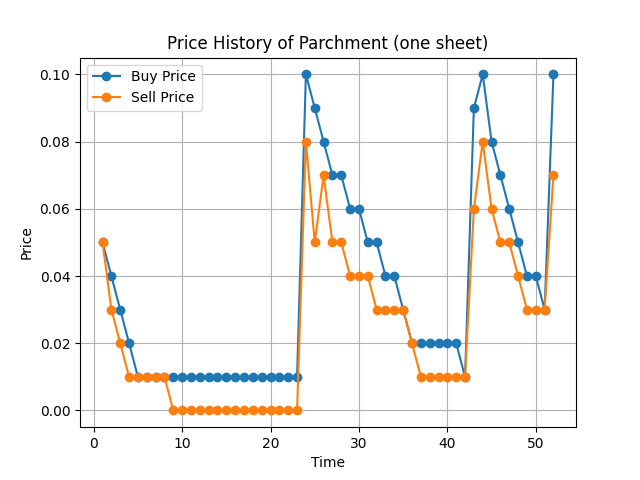 Price History of Parchment (one sheet)
Buy Price
Sell Price
Price
0.10
0.08
0.06
0.04
0.02
0.00
0 10 20 30 40 50
Time